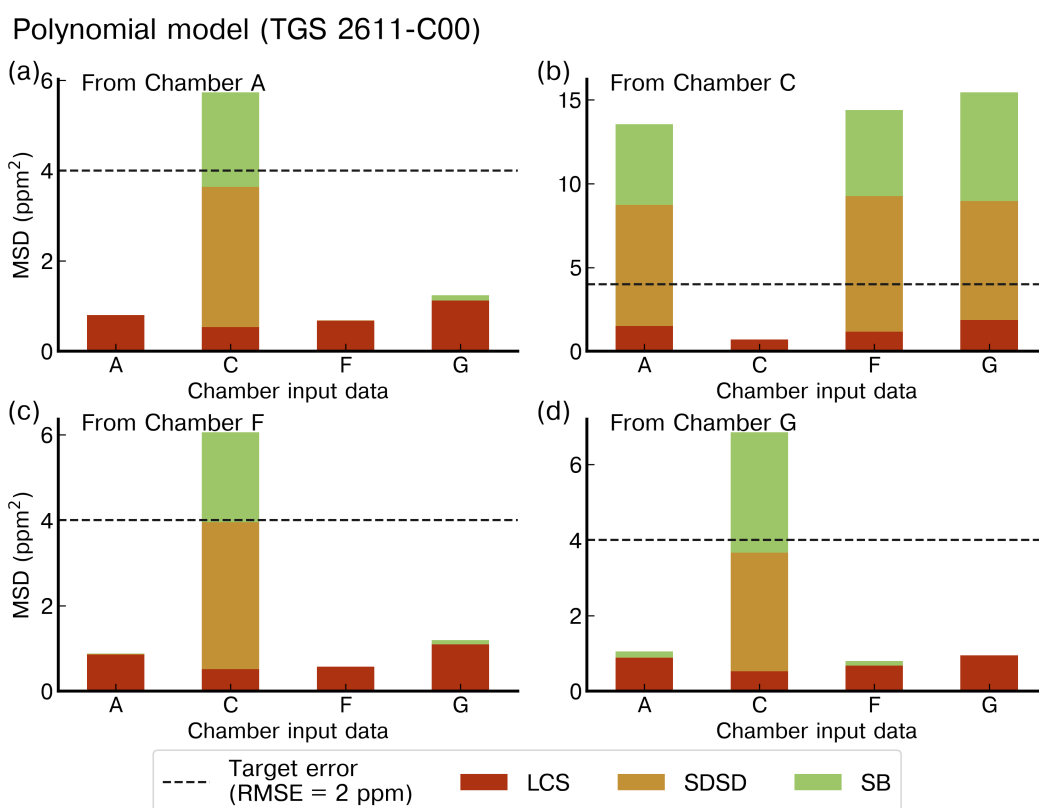 Polynomial model (TGS 2611-C00)
(a)
From Chamber A
6
4
2
0
MSD (ppm²)
A C F G
Chamber input data
(b)
From Chamber C
15
10
5
0
A C F G
Chamber input data
(c)
From Chamber F
6
4
2
0
MSD (ppm²)
A C F G
Chamber input data
(d)
From Chamber G
6
4
2
0
A C F G
Chamber input data
Target error
(RMSE = 2 ppm)
LCS
SDSD
SB